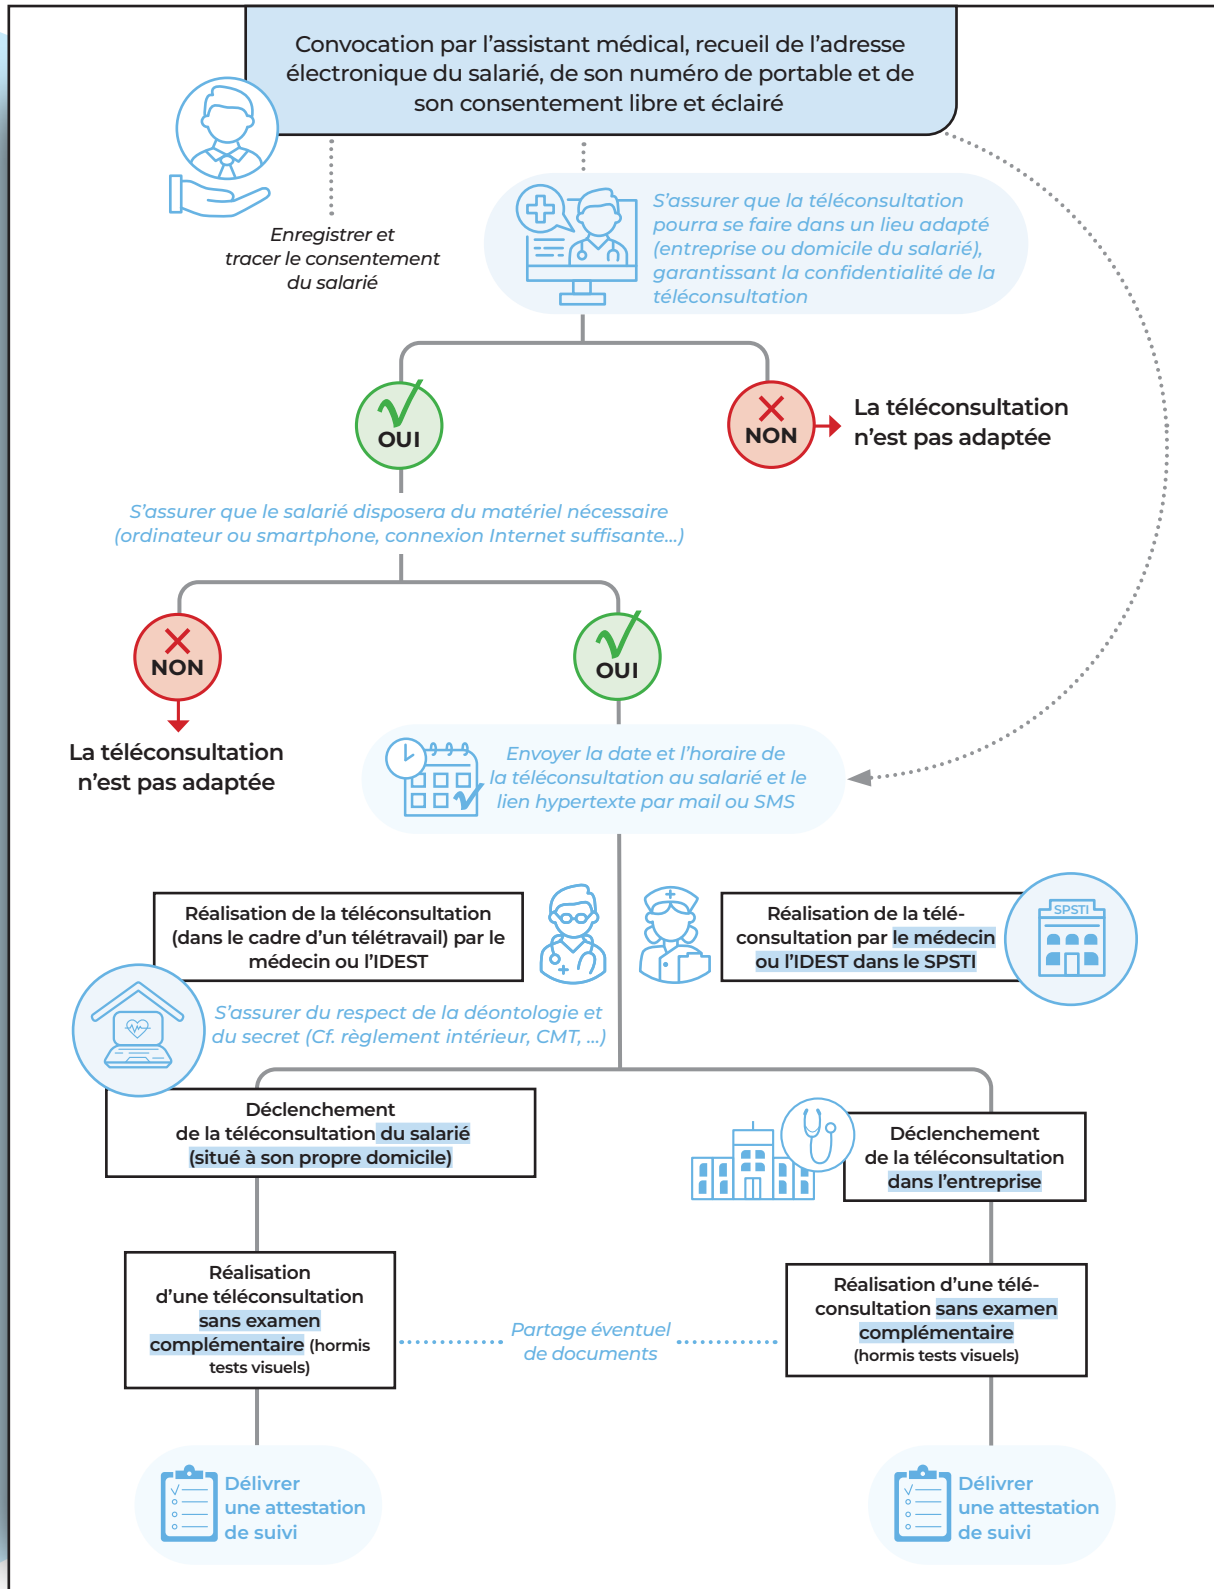 Convocation par l’assistant médical, recueil de l’adresse
électronique du salarié, de son numéro de portable et de
son consentement libre et éclairé
Enregistrer et
tracer le consentement
du salarié
S’assurer que la téléconsultation
pourra se faire dans un lieu adapté
(entreprise ou domicile du salarié),
garantissant la confidentialité de la
téléconsultation
OUI
NON
La téléconsultation
n’est pas adaptée
S’assurer que le salarié disposera du matériel nécessaire
(ordinateur ou smartphone, connexion Internet suffisante...)
NON
OUI
La téléconsultation
n’est pas adaptée
Envoyer la date et l’horaire de
la téléconsultation au salarié et le
lien hypertexte par mail ou SMS
Réalisation de la téléconsultation
(dans le cadre d’un télétravail) par le
médecin ou l’IDEST
Réalisation de la télé-
consultation par le médecin
ou l’IDEST dans le SPSTI
SPSTI
S’assurer du respect de la déontologie et
du secret (Cf. règlement intérieur, CMT, ...)
Déclenchement
de la téléconsultation du salarié
(situé à son propre domicile)
Déclenchement
de la téléconsultation
dans l’entreprise
Réalisation
d’une téléconsultation
sans examen
complémentaire (hormis
tests visuels)
Partage éventuel
de documents
Réalisation d’une télé-
consultation sans examen
complémentaire
(hormis tests visuels)
Délivrer
une attestation
de suivi
Délivrer
une attestation
de suivi